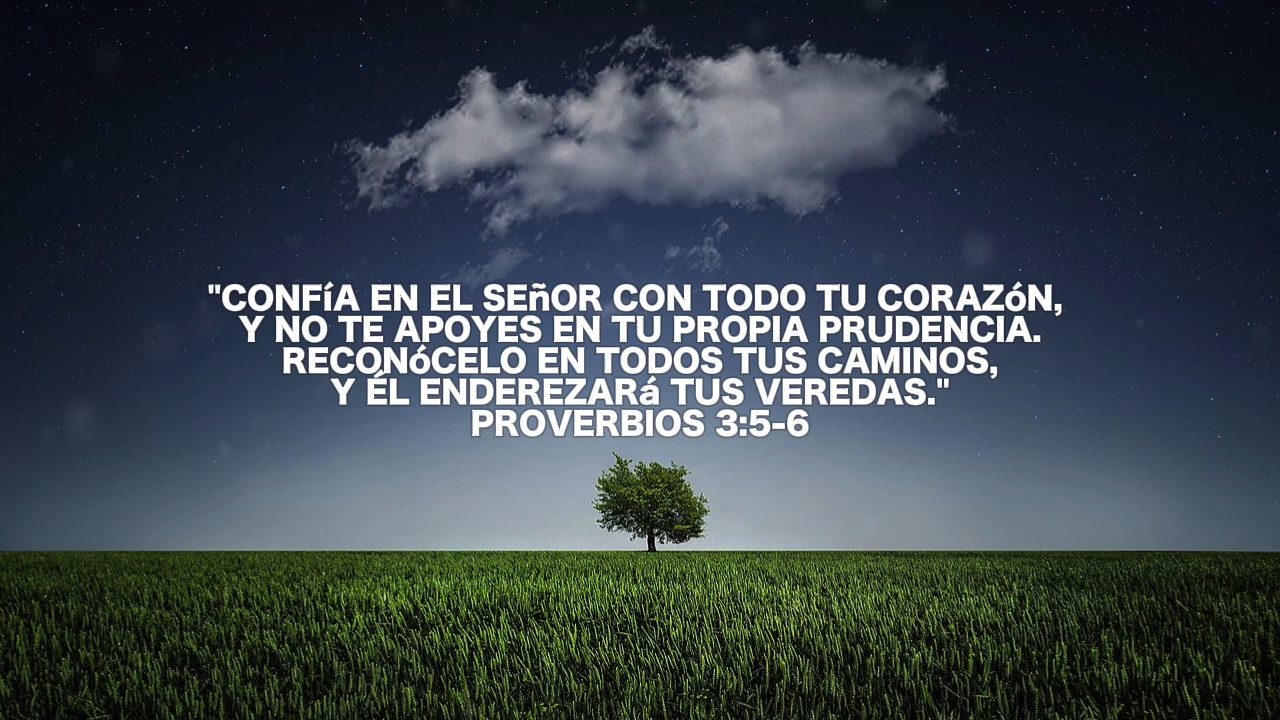 "CONFíA EN EL SEñOR CON TODO TU CORAZóN,
Y NO TE APOYES EN TU PROPIA PRUDENCIA.
RECONóCELO EN TODOS TUS CAMINOS,
Y ÉL ENDEREZARá TUS VEREDAS."
PROVERBIOS 3:5-6